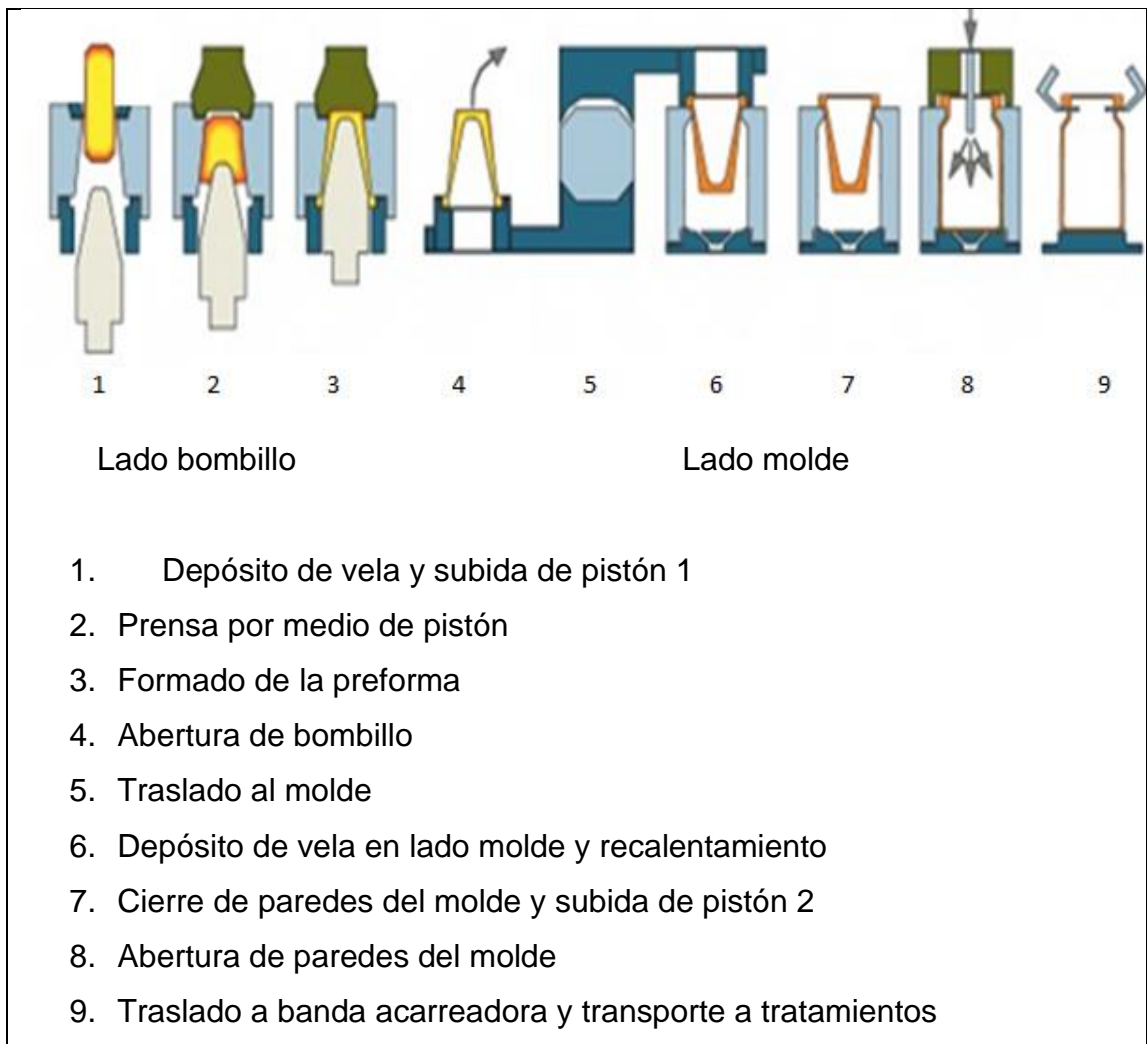 1 2 3 4 5 6 7 8 9
Lado bombillo Lado molde
1. Depósito de vela y subida de pistón 1
2. Prensa por medio de pistón
3. Formado de la preforma
4. Abertura de bombillo
5. Traslado al molde
6. Depósito de vela en lado molde y recalentamiento
7. Cierre de paredes del molde y subida de pistón 2
8. Abertura de paredes del molde
9. Traslado a banda acarreadora y transporte a tratamientos